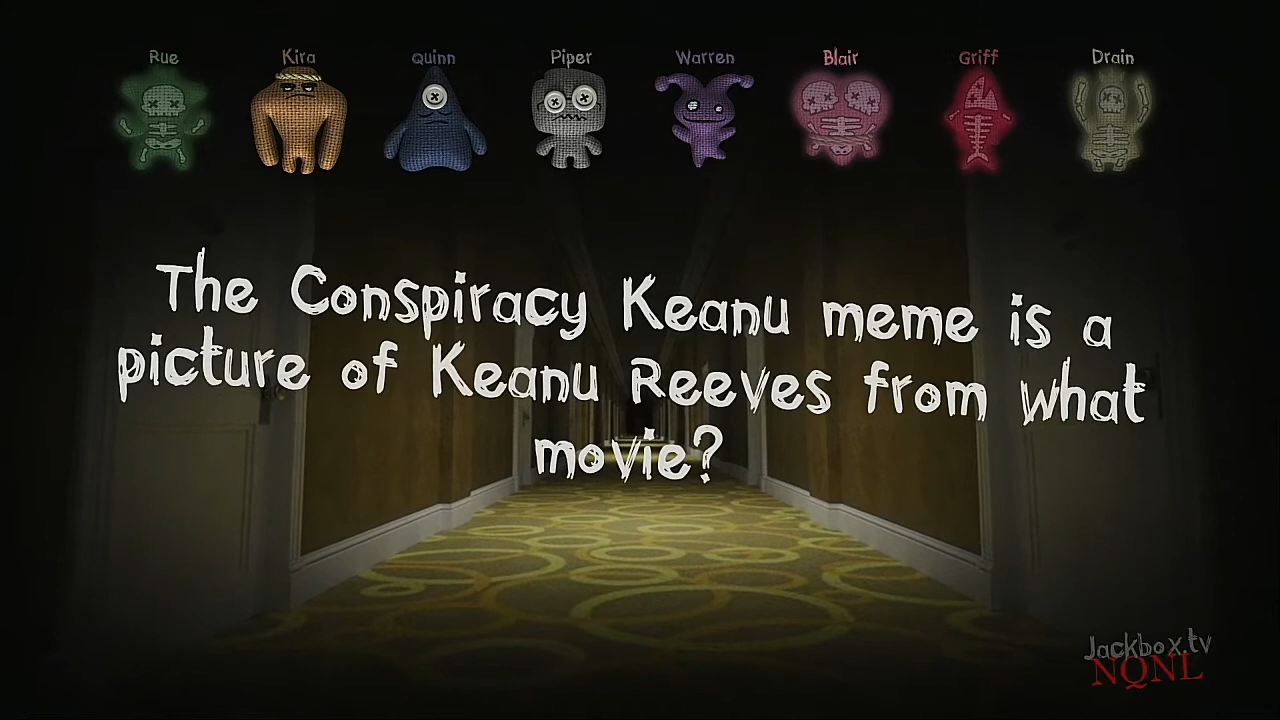 Rue Kira Quinn Piper Warren Blair Griff Drain
The Conspiracy Keanu meme is a
picture of Keanu Reeves from what
movie?
Jackbox.tv
NQNL